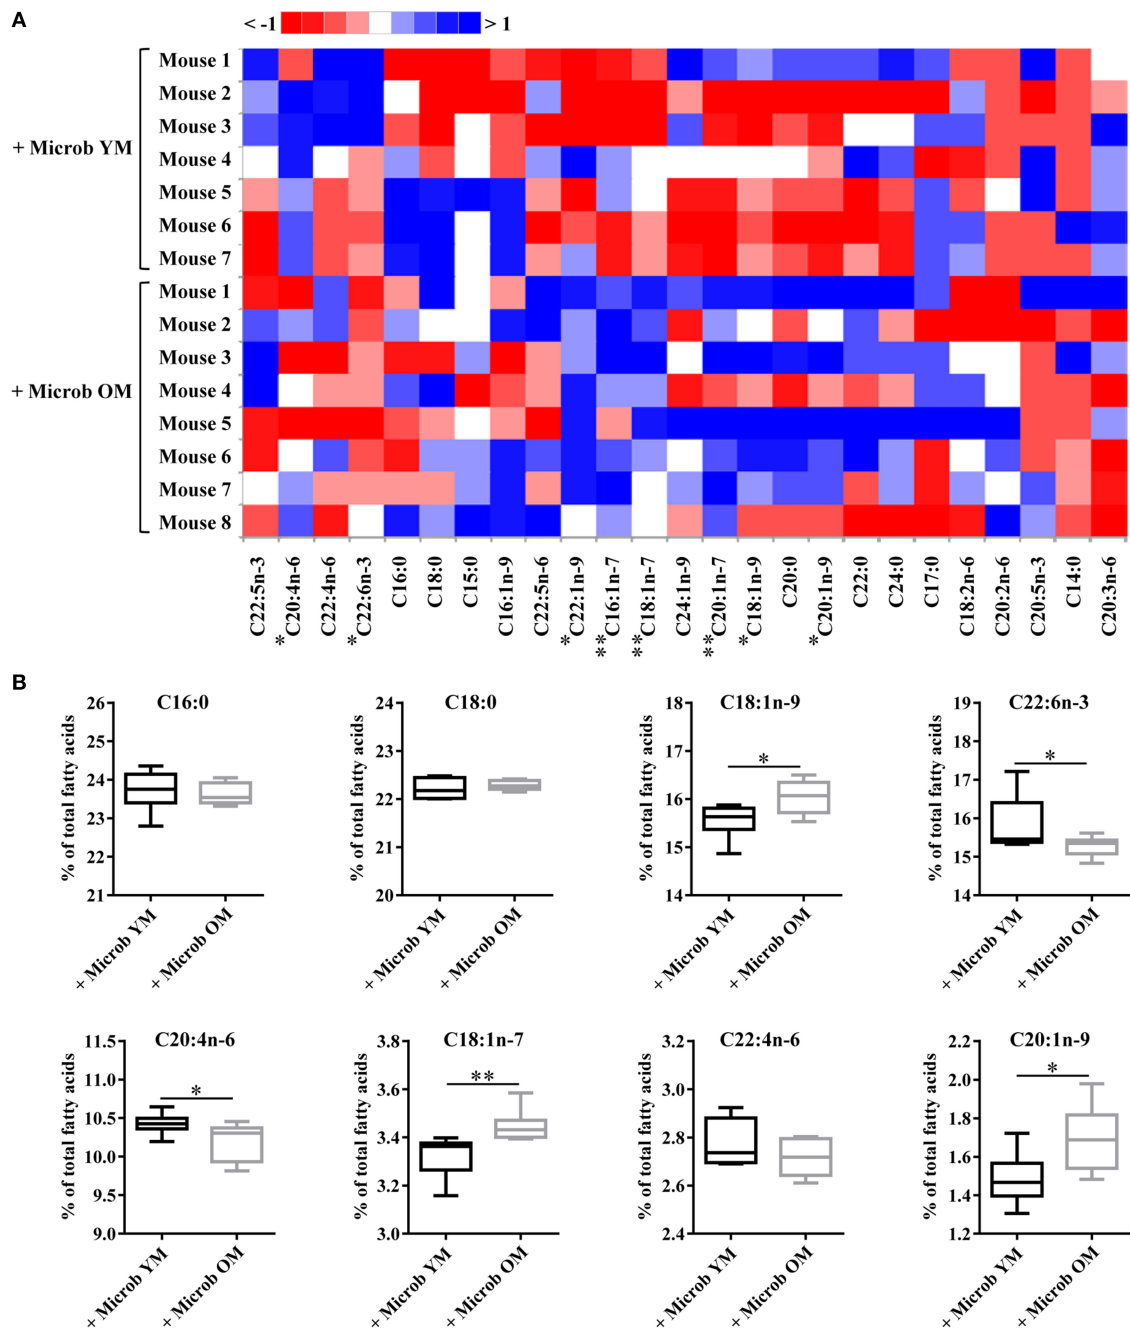 A
< -1
> 1
+ Microb YM
Mouse 1
Mouse 2
Mouse 3
Mouse 4
Mouse 5
Mouse 6
Mouse 7
+ Microb OM
Mouse 1
Mouse 2
Mouse 3
Mouse 4
Mouse 5
Mouse 6
Mouse 7
Mouse 8
C22:5n-3
*C20:4n-6
C22:4n-6
*C22:6n-3
C16:0
C18:0
C15:0
C16:1n-9
C22:5n-6
*C22:1n-9
**C16:1n-7
**C18:1n-7
C24:1n-9
**C20:1n-7
*C18:1n-9
C20:0
*C20:1n-9
C22:0
C24:0
C17:0
C18:2n-6
C20:2n-6
C20:5n-3
C14:0
C20:3n-6
B
C16:0
% of total fatty acids
26
25
24
23
22
21
+ Microb YM
+ Microb OM
C18:0
% of total fatty acids
24
23
22
21
20
+ Microb YM
+ Microb OM
C18:1n-9
% of total fatty acids
18
17
16
15
14
*
+ Microb YM
+ Microb OM
C22:6n-3
% of total fatty acids
19
18
17
16
15
14
*
+ Microb YM
+ Microb OM
C20:4n-6
% of total fatty acids
11.5
11.0
10.5
10.0
9.5
9.0
*
+ Microb YM
+ Microb OM
C18:1n-7
% of total fatty acids
3.8
3.6
3.4
3.2
3.0
**
+ Microb YM
+ Microb OM
C22:4n-6
% of total fatty acids
3.2
3.0
2.8
2.6
2.4
+ Microb YM
+ Microb OM
C20:1n-9
% of total fatty acids
2.2
2.0
1.8
1.6
1.4
1.2
*
+ Microb YM
+ Microb OM